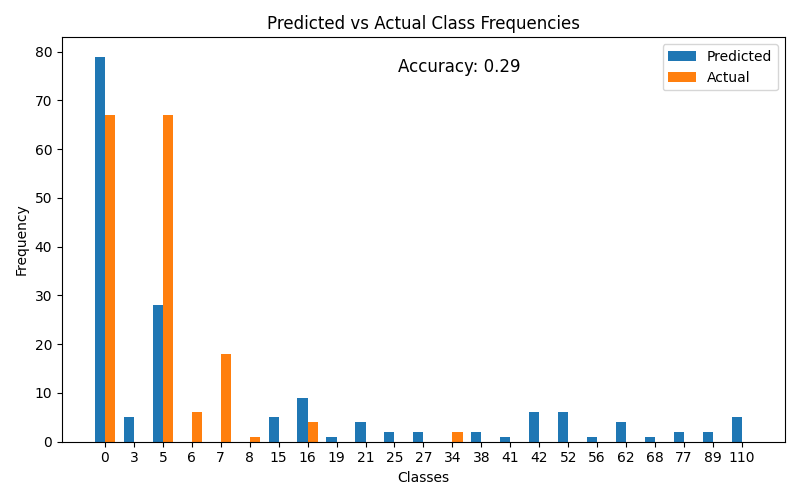 Predicted vs Actual Class Frequencies
Accuracy: 0.29
Predicted
Actual
Frequency
80
70
60
50
40
30
20
10
0
0 3 5 6 7 8 15 16 19 21 25 27 34 38 41 42 52 56 62 68 77 89 110
Classes